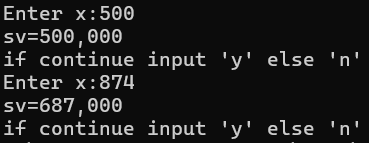 Enter x:500
sv=500,000
if continue input 'y' else 'n'
Enter x:874
sv=687,000
if continue input 'y' else 'n'